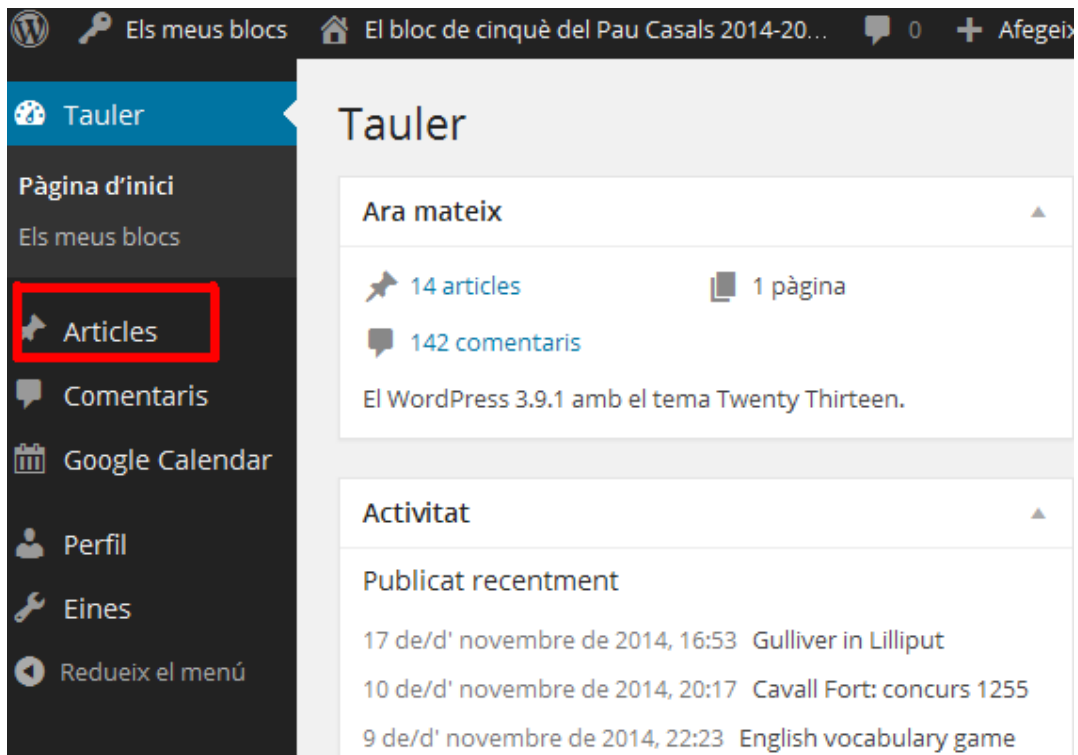 Els meus blocs El bloc de cinquè del Pau Casals 2014-20... 0 Afegeix
Tauler
Pàgina d’inici
Els meus blocs
Articles
Comentaris
Google Calendar
Perfil
Eines
Redueix el menú
Tauler
Ara mateix
14 articles 1 pàgina
142 comentaris
El WordPress 3.9.1 amb el tema Twenty Thirteen.
Activitat
Publicat recentment
17 de/d' novembre de 2014, 16:53 Gulliver in Lilliput
10 de/d' novembre de 2014, 20:17 Cavall Fort: concurs 1255
9 de/d' novembre de 2014, 22:23 English vocabulary game